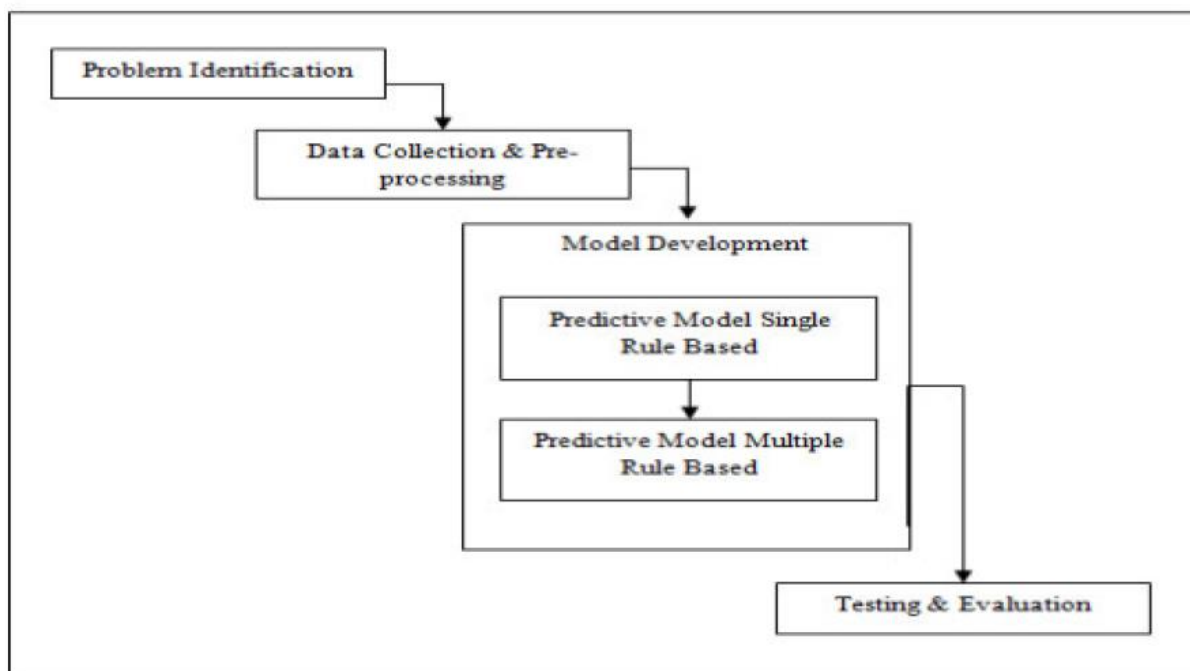 Problem Identification
Data Collection & Pre-
processing
Model Development
Predictive Model Single
Rule Based
Predictive Model Multiple
Rule Based
Testing & Evaluation